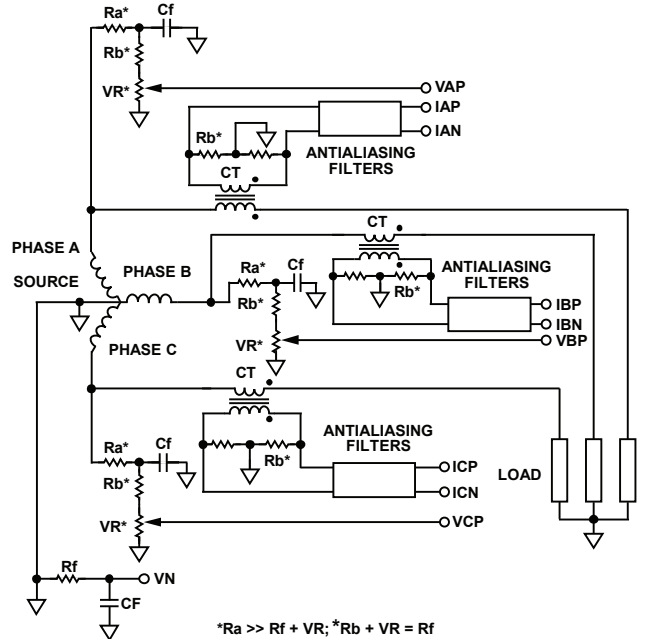 Ra*
Cf
Rb*
VR*
VAP
IAP
IAN
Rb*
ANTIALIASING
FILTERS
CT
CT
PHASE A
SOURCE
PHASE B
Ra*
Cf
Rb*
Rb*
ANTIALIASING
FILTERS
IBP
IBN
VR*
VBP
PHASE C
CT
Ra*
Cf
Rb*
Rb*
ANTIALIASING
FILTERS
ICP
ICN
LOAD
VR*
VCP
Rf
VN
CF
*Ra >> Rf + VR; *Rb + VR = Rf